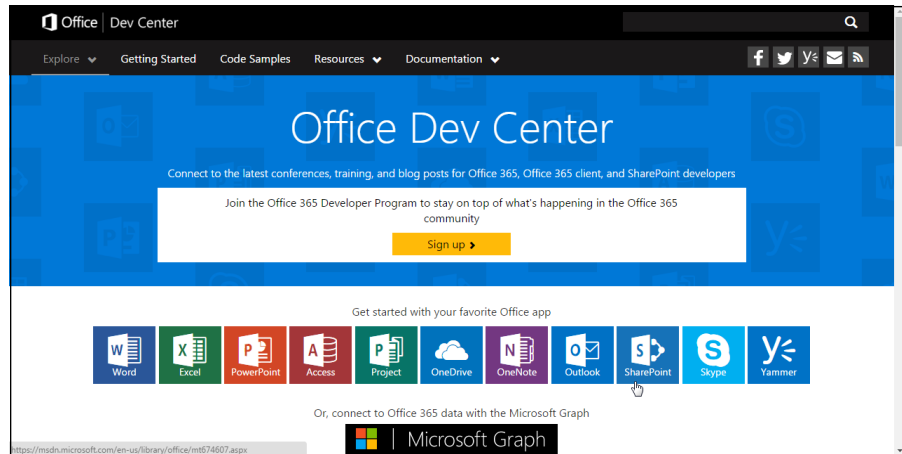 Office | Dev Center
Explore Getting Started Code Samples Resources Documentation
Office Dev Center
Connect to the latest conferences, training, and blog posts for Office 365, Office 365 client, and SharePoint developers
Join the Office 365 Developer Program to stay on top of what's happening in the Office 365
community
Sign up
Get started with your favorite Office app
Word Excel PowerPoint Access Project OneDrive OneNote Outlook SharePoint Skype Yammer
Or, connect to Office 365 data with the Microsoft Graph
Microsoft Graph
https://msdn.microsoft.com/en-us/library/office/mt674607.aspx